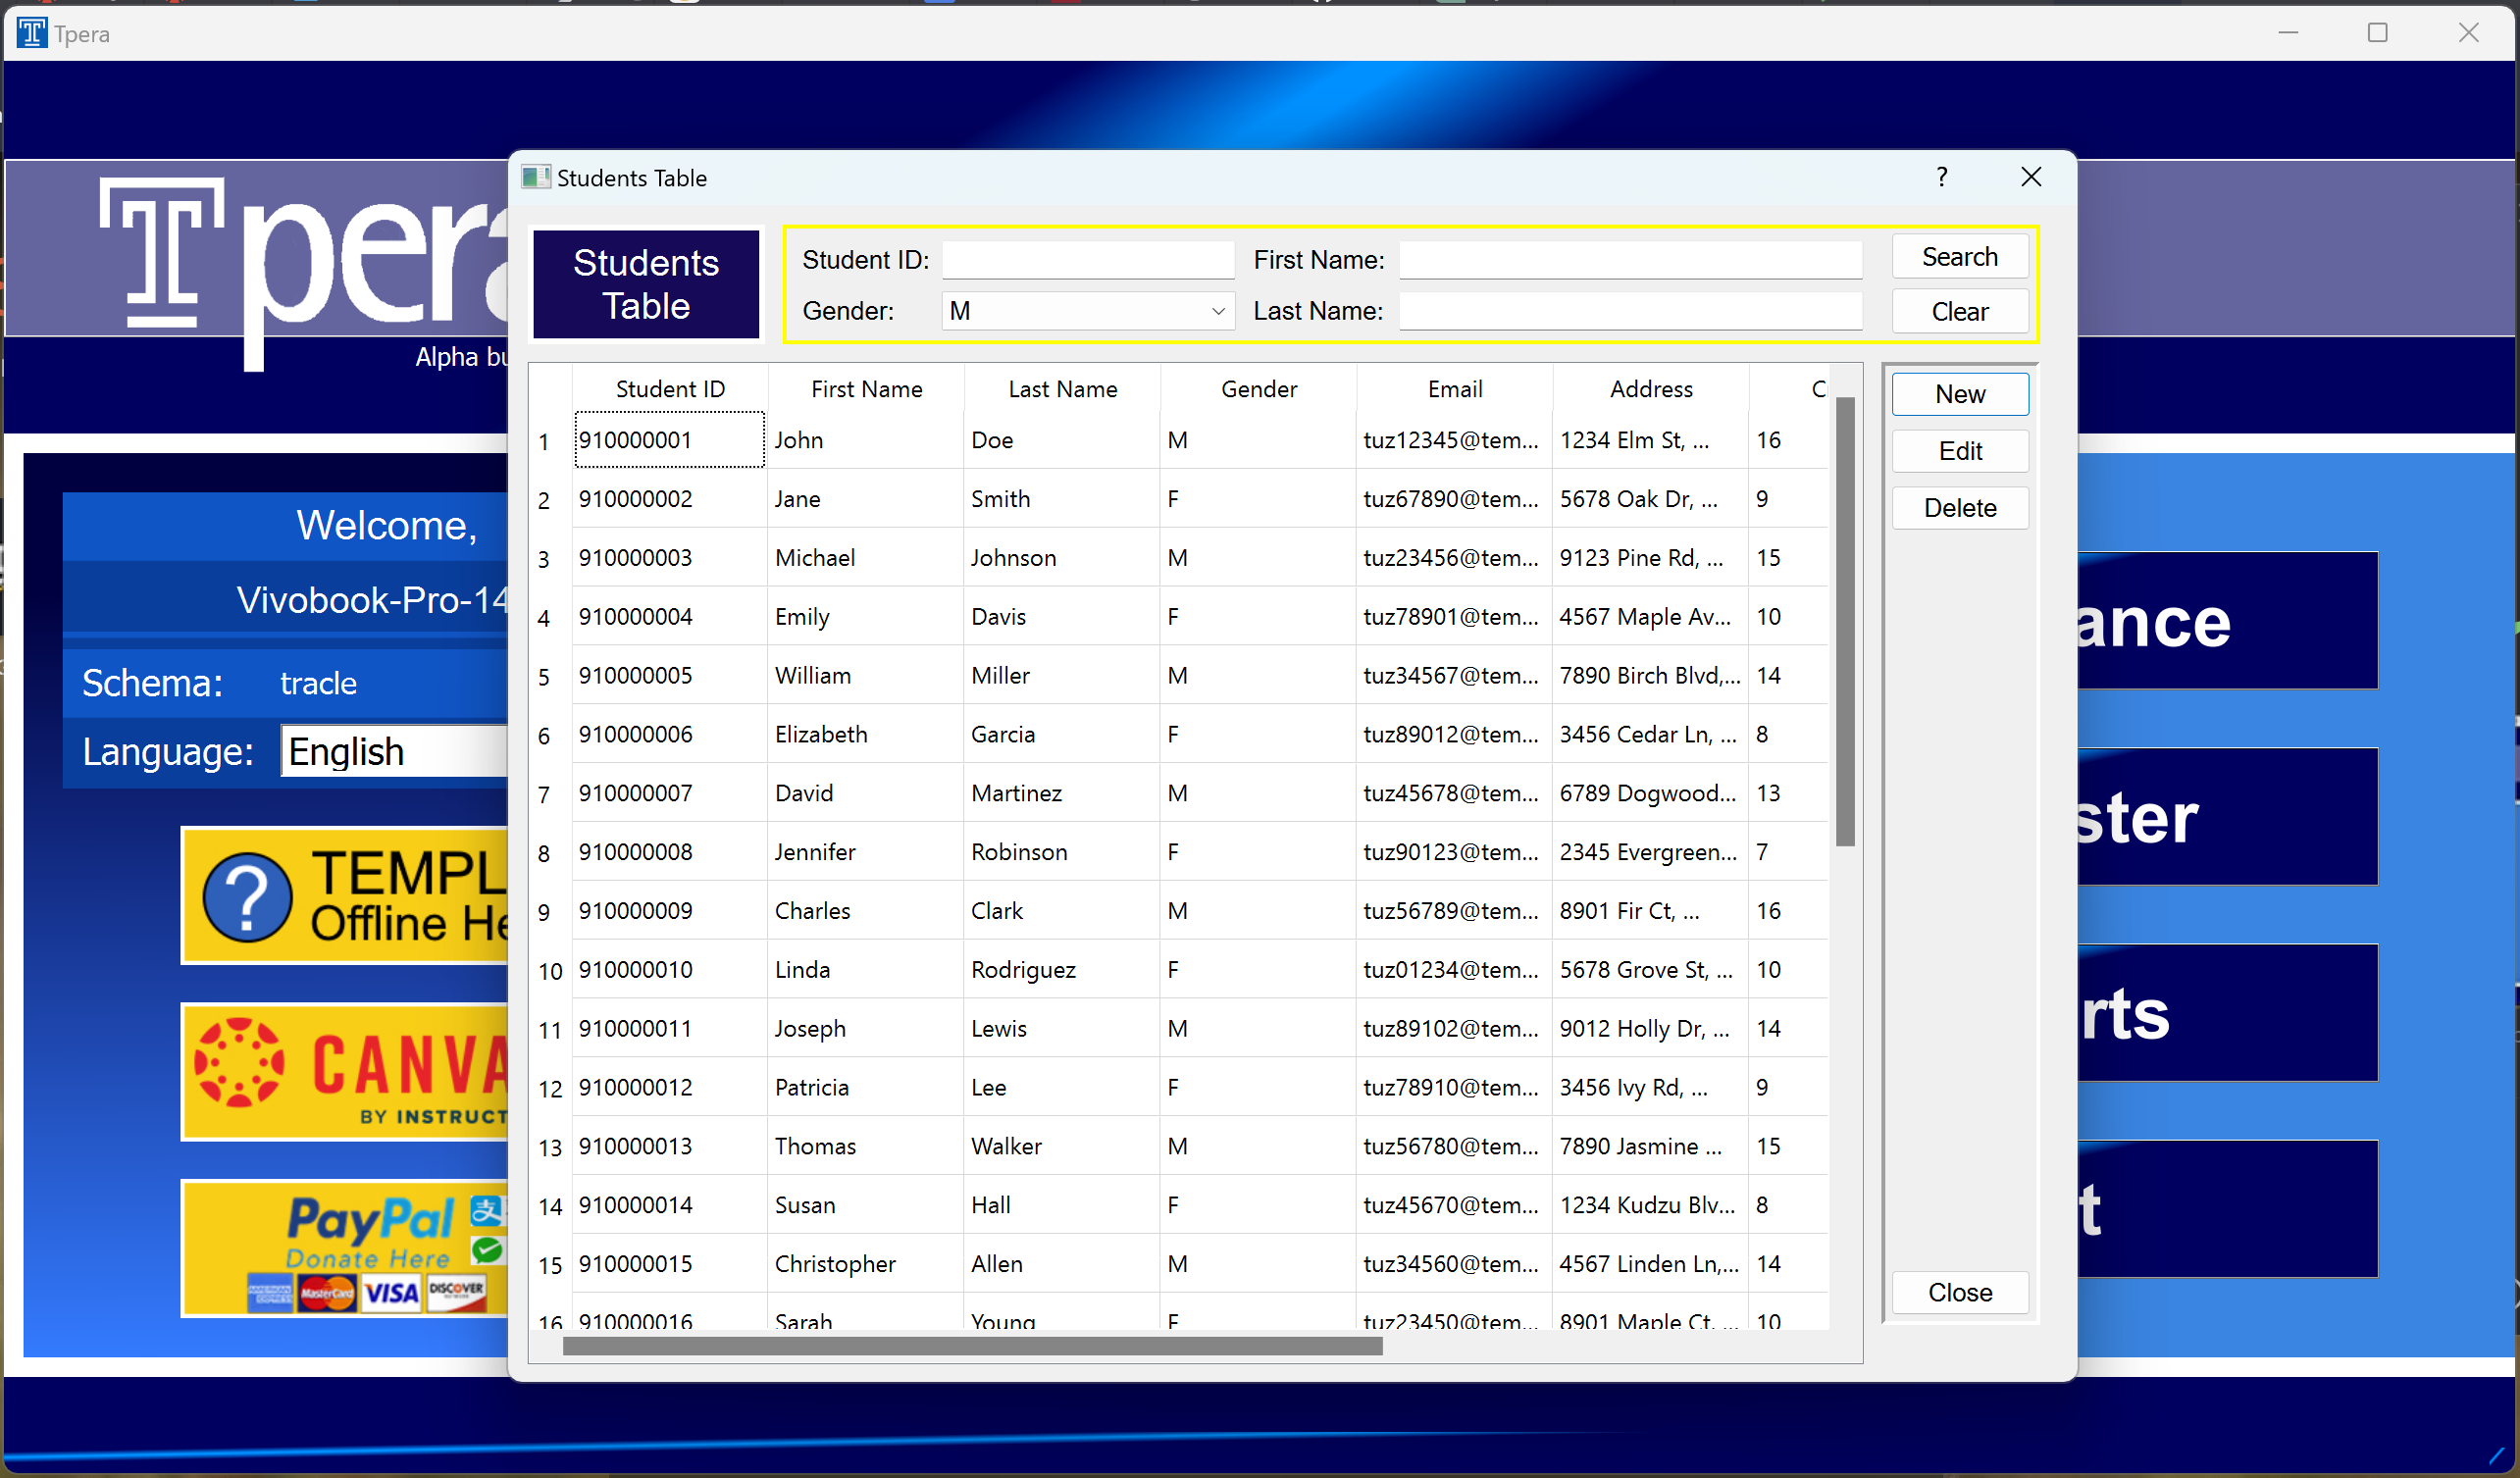 Tpera
Tpera
Alpha bu
Welcome,
Vivobook-Pro-14
Schema: tracle
Language: English
TEMPL
Offline He
CANVA
BY INSTRUCT
PayPal 支
Donate Here
AMERICAN EXPRESS MasterCard VISA DISCOVER
Students Table
?
Students
Table
Student ID: First Name: Search
Gender: M Last Name: Clear
Student ID First Name Last Name Gender Email Address
1 910000001 John Doe M tuz12345@tem... 1234 Elm St, ... 16
2 910000002 Jane Smith F tuz67890@tem... 5678 Oak Dr, ... 9
3 910000003 Michael Johnson M tuz23456@tem... 9123 Pine Rd, ... 15
4 910000004 Emily Davis F tuz78901@tem... 4567 Maple Av... 10
5 910000005 William Miller M tuz34567@tem... 7890 Birch Blvd,... 14
6 910000006 Elizabeth Garcia F tuz89012@tem... 3456 Cedar Ln, ... 8
7 910000007 David Martinez M tuz45678@tem... 6789 Dogwood... 13
8 910000008 Jennifer Robinson F tuz90123@tem... 2345 Evergreen... 7
9 910000009 Charles Clark M tuz56789@tem... 8901 Fir Ct, ... 16
10 910000010 Linda Rodriguez F tuz01234@tem... 5678 Grove St, ... 10
11 910000011 Joseph Lewis M tuz89102@tem... 9012 Holly Dr, ... 14
12 910000012 Patricia Lee F tuz78910@tem... 3456 Ivy Rd, ... 9
13 910000013 Thomas Walker M tuz56780@tem... 7890 Jasmine ... 15
14 910000014 Susan Hall F tuz45670@tem... 1234 Kudzu Blv... 8
15 910000015 Christopher Allen M tuz34560@tem... 4567 Linden Ln,... 14
16 910000016 Sarah Young F tuz23450@tem... 8901 Maple Ct, ... 10
New
Edit
Delete
Close
ance
ster
rts
t